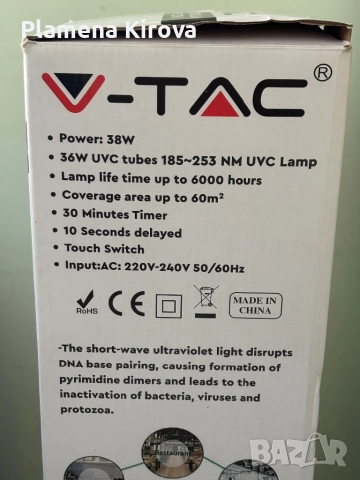 Plamena Kirova
V-TAC®
• Power: 38W
• 36W UVC tubes 185~253 NM UVC Lamp
• Lamp life time up to 6000 hours
• Coverage area up to 60m²
• 30 Minutes Timer
• 10 Seconds delayed
• Touch Switch
• Input:AC: 220V-240V 50/60Hz
RoHS
CE
MADE IN
CHINA
-The short-wave ultraviolet light disrupts
DNA base pairing, causing formation of
pyrimidine dimers and leads to the
inactivation of bacteria, viruses and
protozoa.
Restaurant
BAZAR